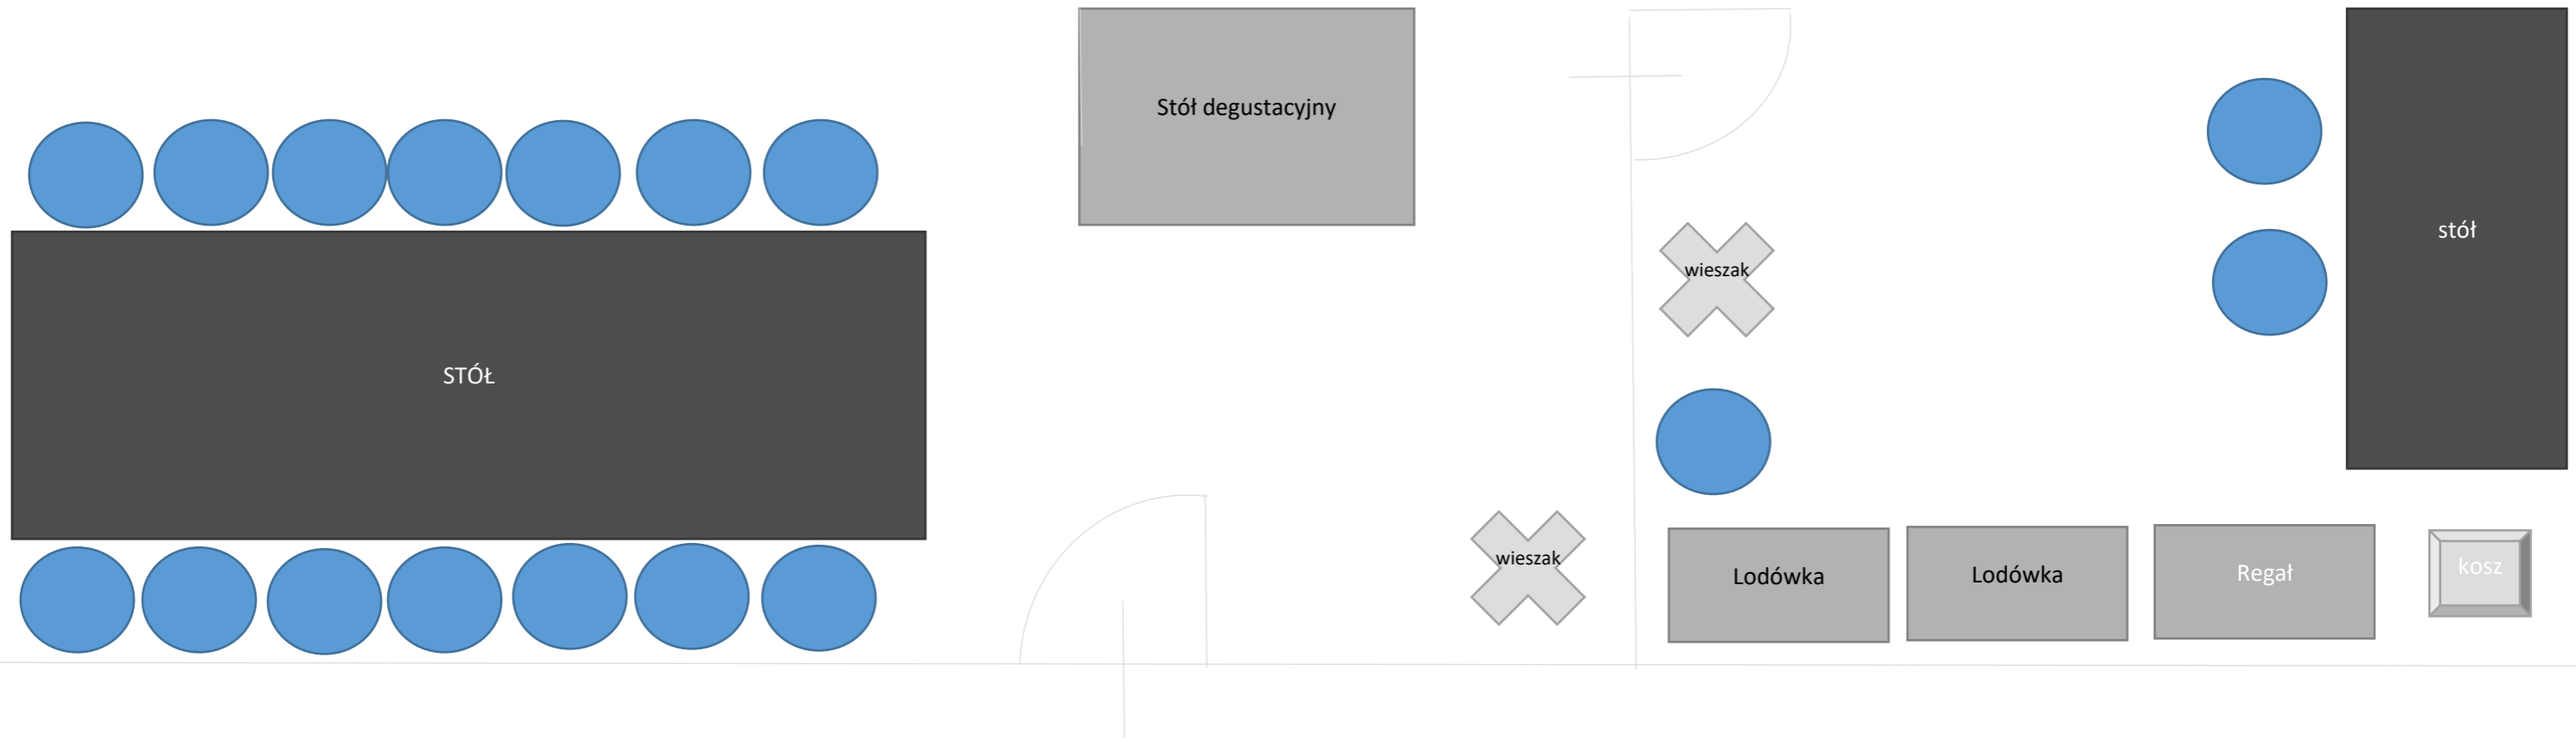 Stół degustacyjny
stół
wieszak
STÓŁ
wieszak
Lodówka
Lodówka
Regał
kosz